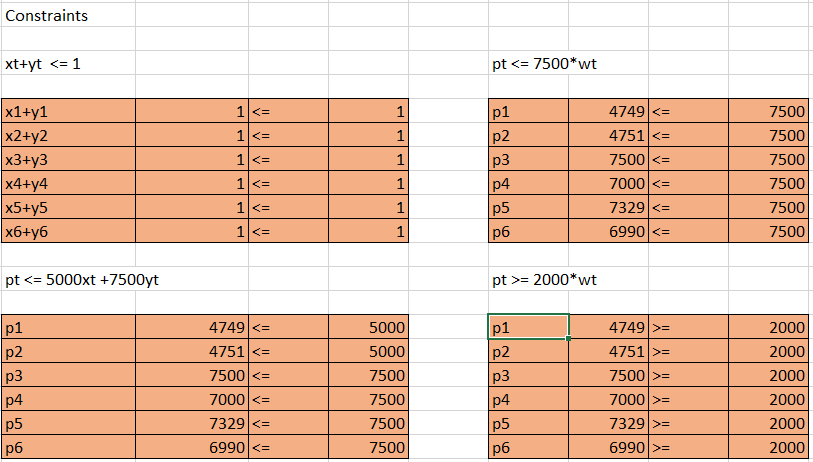 Constraints
xt+yt <= 1
pt <= 7500*wt
x1+y1 1 <= 1
p1 4749 <= 7500
x2+y2 1 <= 1
p2 4751 <= 7500
x3+y3 1 <= 1
p3 7500 <= 7500
x4+y4 1 <= 1
p4 7000 <= 7500
x5+y5 1 <= 1
p5 7329 <= 7500
x6+y6 1 <= 1
p6 6990 <= 7500
pt <= 5000xt +7500yt
pt >= 2000*wt
p1 4749 <= 5000
p1 4749 >= 2000
p2 4751 <= 5000
p2 4751 >= 2000
p3 7500 <= 7500
p3 7500 >= 2000
p4 7000 <= 7500
p4 7000 >= 2000
p5 7329 <= 7500
p5 7329 >= 2000
p6 6990 <= 7500
p6 6990 >= 2000